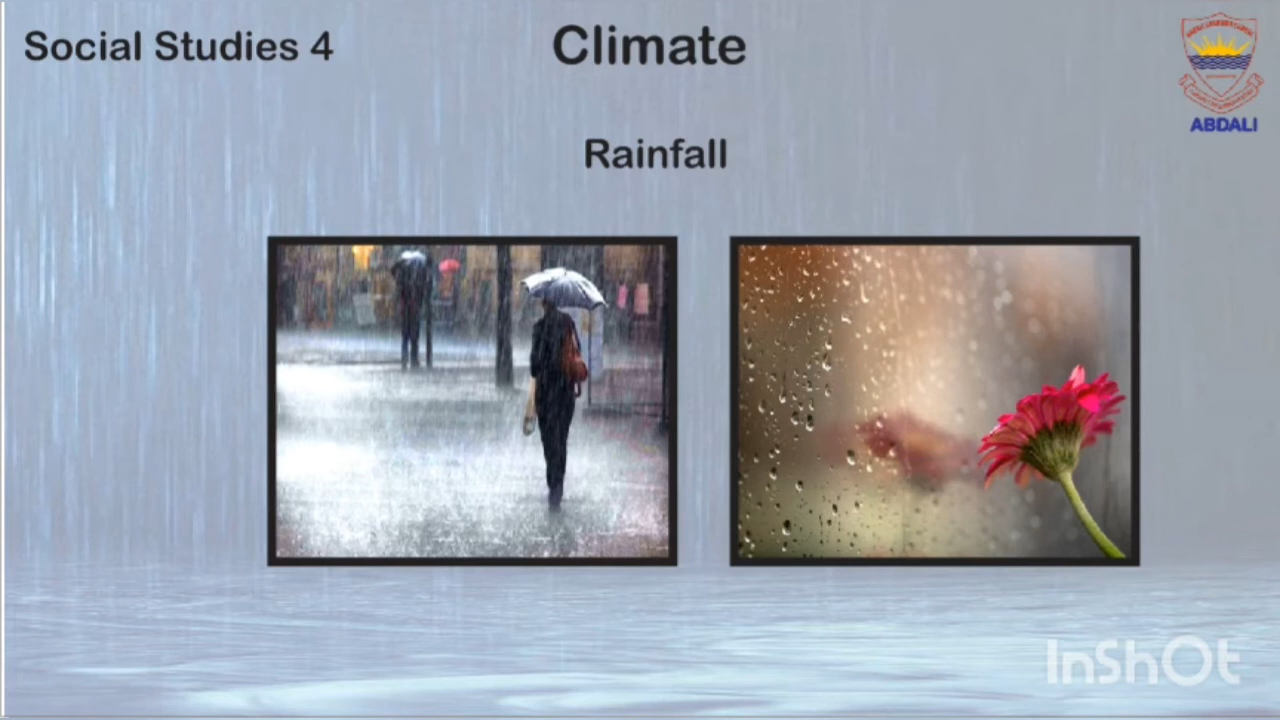 Social Studies 4
Climate
ABDALI
Rainfall
InShOt